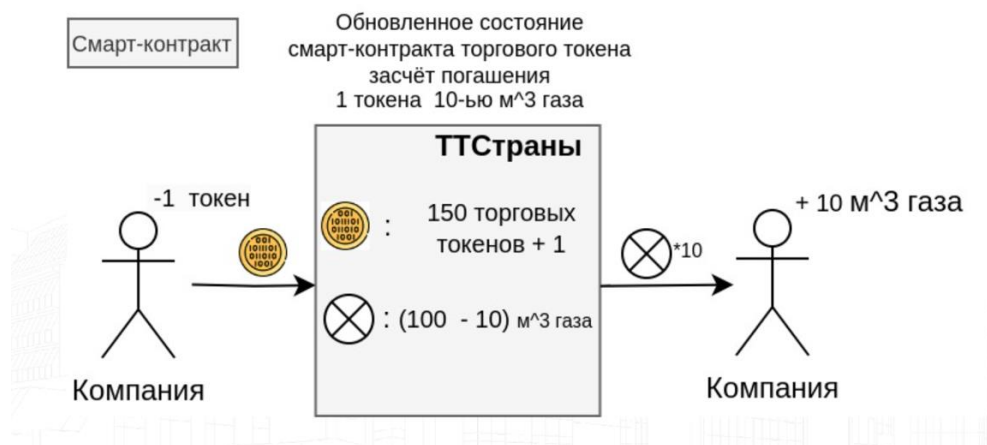 Смарт-контракт
Обновленное состояние
смарт-контракта торгового токена
засчёт погашения
1 токена 10-ью м^3 газа
ТТСтраны
-1 токен
: 150 торговых
токенов + 1
: (100 - 10) м^3 газа
*10
+ 10 м^3 газа
Компания
Компания